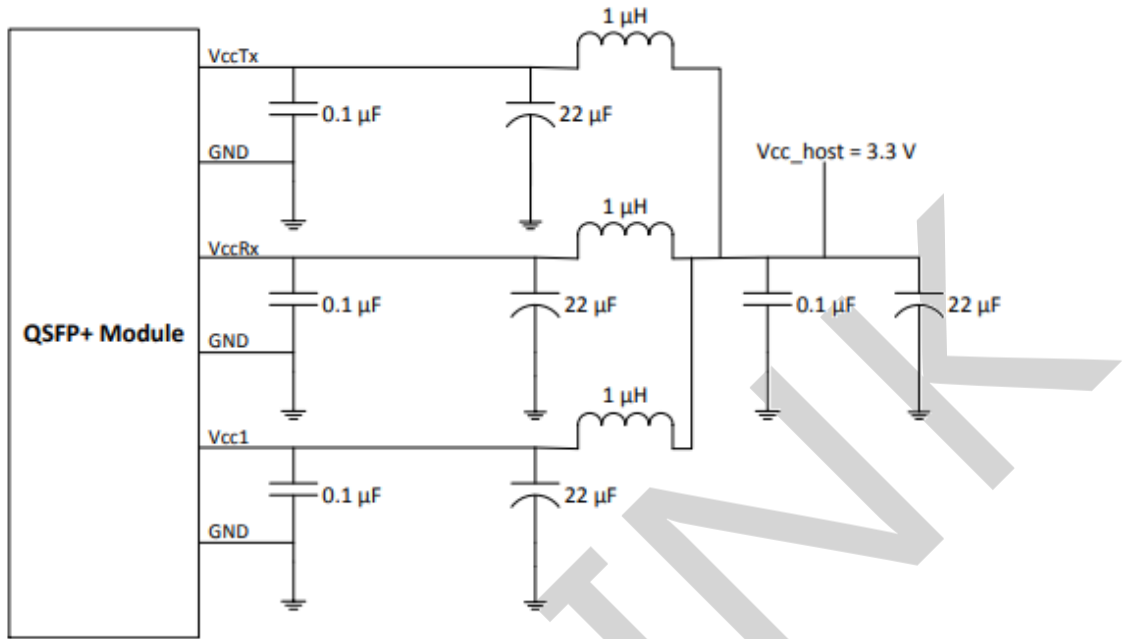 1 µH
VccTx
0.1 µF
22 µF
GND
Vcc_host = 3.3 V
1 µH
VccRx
0.1 µF
22 µF
0.1 µF
22 µF
QSFP+ Module
GND
1 µH
Vcc1
0.1 µF
22 µF
GND
INK